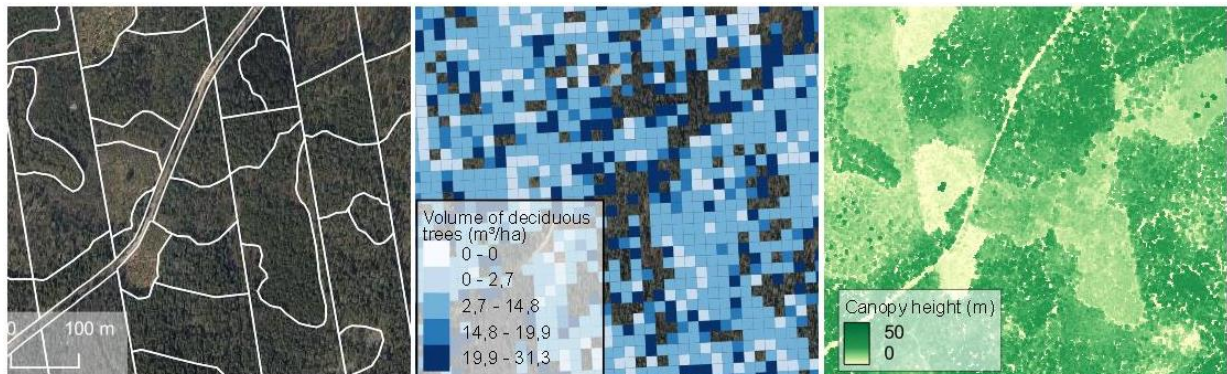 0 100 m
Volume of deciduous
trees (m³/ha)
0 - 0
0 - 2,7
2,7 - 14,8
14,8 - 19,9
19,9 - 31,3
Canopy height (m)
50
0